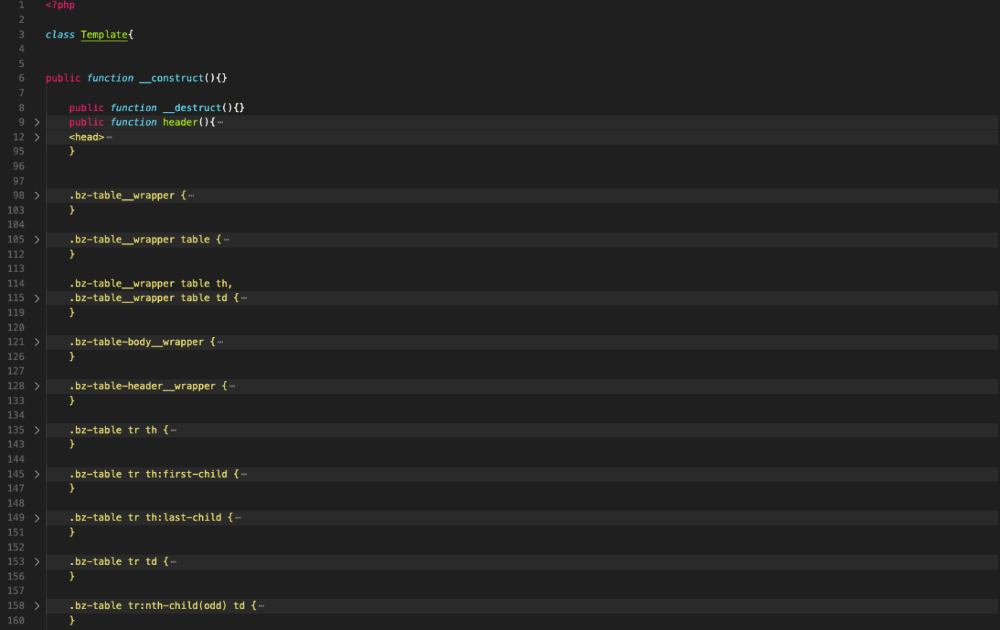 1 <?php
2
3 class Template{
4
5
6 public function __construct(){}
7
8 public function __destruct(){}
9 public function header(){⋯
12 <head>⋯
95 }
96
97
98 .bz-table__wrapper {⋯
103 }
104
105 .bz-table__wrapper table {⋯
112 }
113
114 .bz-table__wrapper table th,
115 .bz-table__wrapper table td {⋯
119 }
120
121 .bz-table-body__wrapper {⋯
126 }
127
128 .bz-table-header__wrapper {⋯
133 }
134
135 .bz-table tr th {⋯
143 }
144
145 .bz-table tr th:first-child {⋯
147 }
148
149 .bz-table tr th:last-child {⋯
151 }
152
153 .bz-table tr td {⋯
156 }
157
158 .bz-table tr:nth-child(odd) td {⋯
160 }